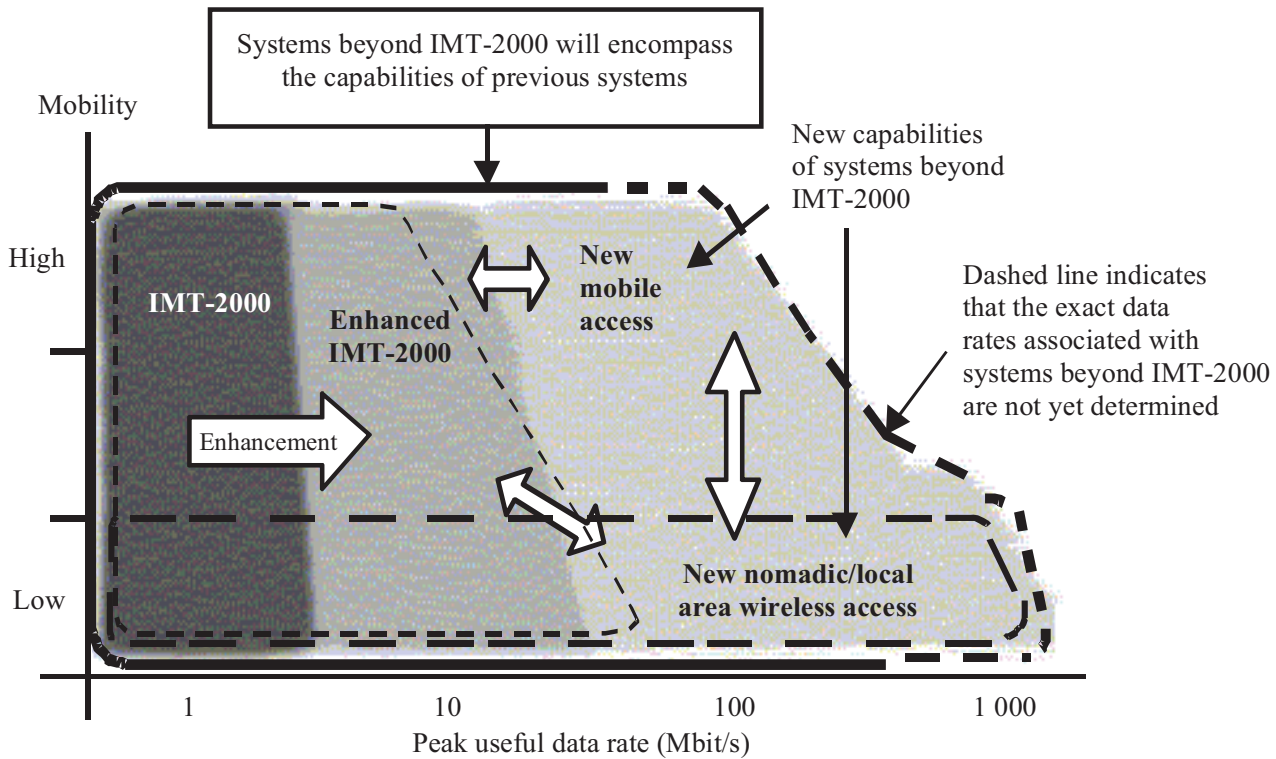 Systems beyond IMT-2000 will encompass
the capabilities of previous systems
Mobility
New capabilities
of systems beyond
IMT-2000
High
New
mobile
access
Dashed line indicates
that the exact data
rates associated with
systems beyond IMT-2000
are not yet determined
IMT-2000
Enhanced
IMT-2000
Enhancement
Low
New nomadic/local
area wireless access
1
10
100
1 000
Peak useful data rate (Mbit/s)